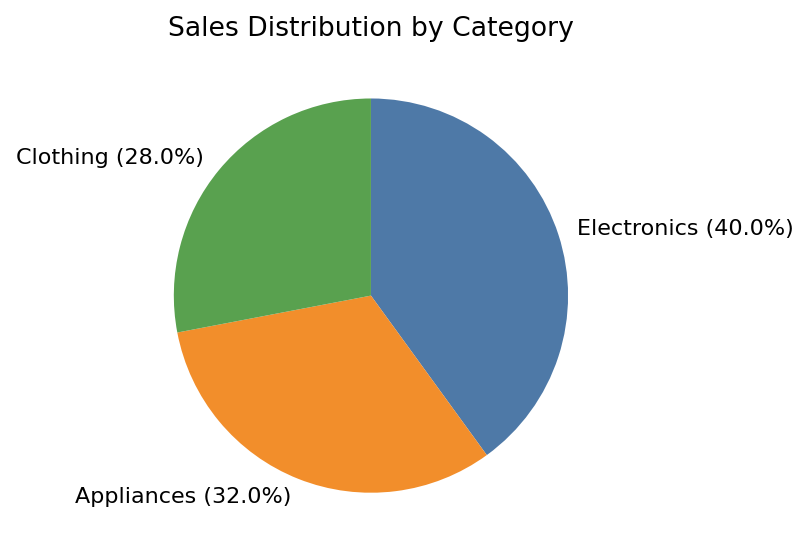 Sales Distribution by Category
Clothing (28.0%)
Electronics (40.0%)
Appliances (32.0%)